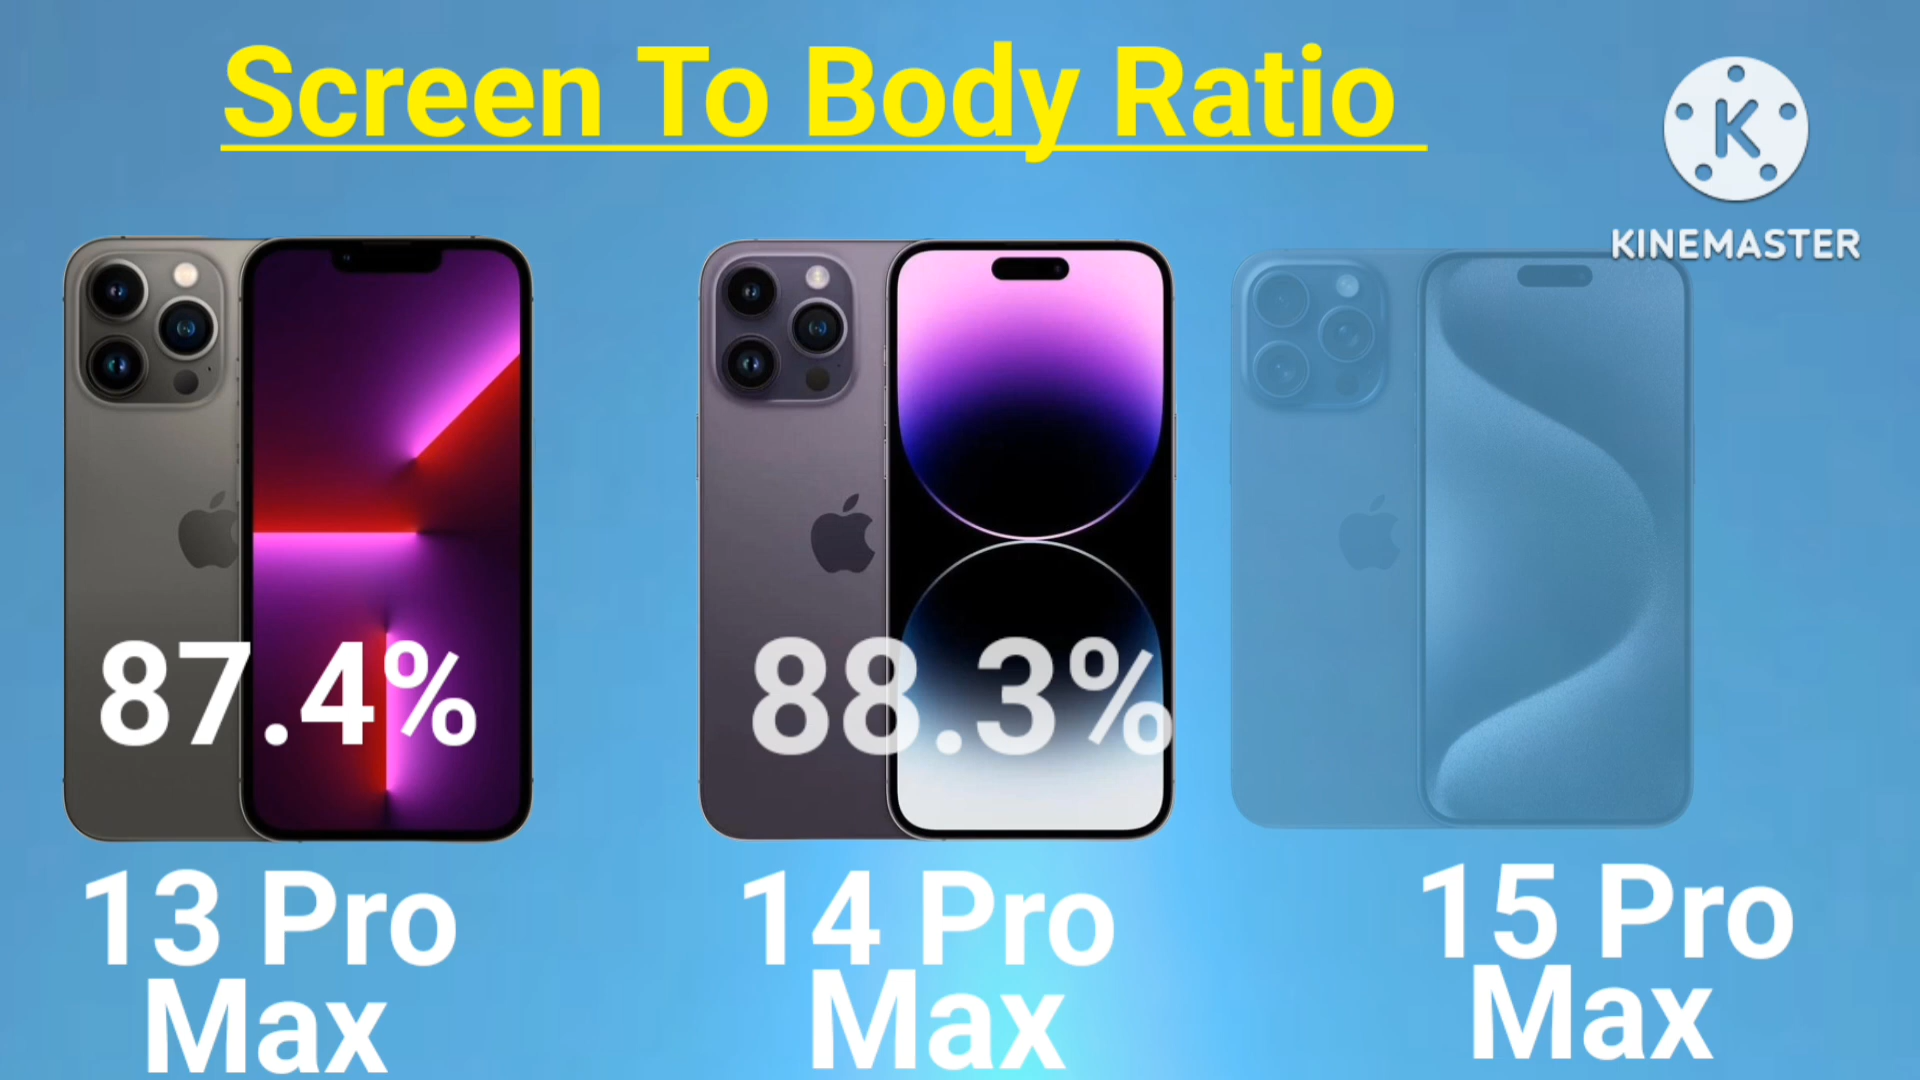 Screen To Body Ratio
K
KINEMASTER
87.4%
88.3%
13 Pro
Max
14 Pro
Max
15 Pro
Max